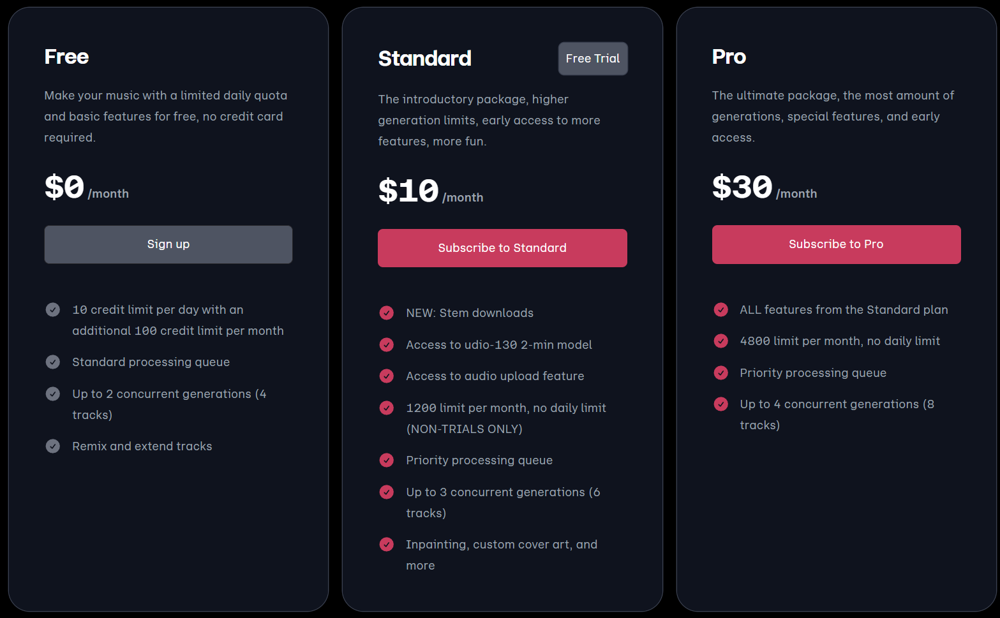 Free
Make your music with a limited daily quota
and basic features for free, no credit card
required.
$0 /month
Sign up
10 credit limit per day with an
additional 100 credit limit per month
Standard processing queue
Up to 2 concurrent generations (4
tracks)
Remix and extend tracks
Standard
Free Trial
The introductory package, higher
generation limits, early access to more
features, more fun.
$10 /month
Subscribe to Standard
NEW: Stem downloads
Access to udio-130 2-min model
Access to audio upload feature
1200 limit per month, no daily limit
(NON-TRIALS ONLY)
Priority processing queue
Up to 3 concurrent generations (6
tracks)
Inpainting, custom cover art, and
more
Pro
The ultimate package, the most amount of
generations, special features, and early
access.
$30 /month
Subscribe to Pro
ALL features from the Standard plan
4800 limit per month, no daily limit
Priority processing queue
Up to 4 concurrent generations (8
tracks)